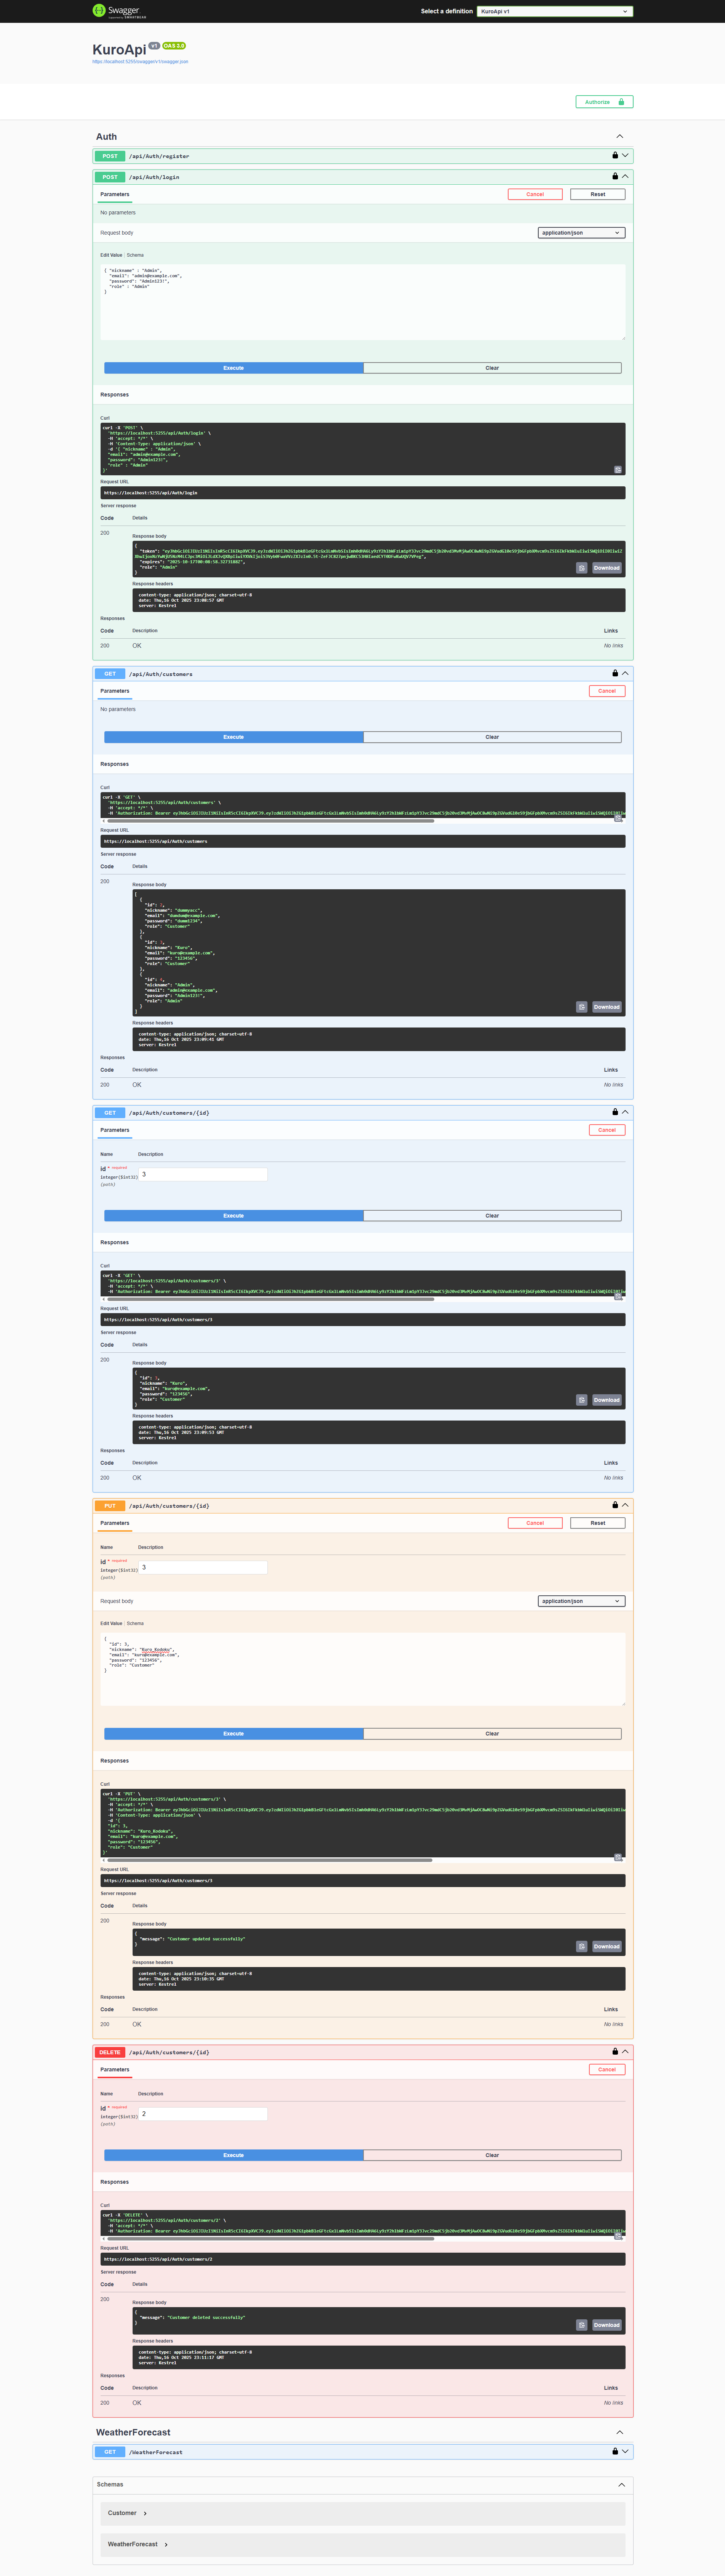 Swagger
Supported by SMARTBEAR
Select a definition
KuroApi v1
KuroApi v1 OAS 3.0
https://localhost:5255/swagger/v1/swagger.json
Authorize
Auth
POST /api/Auth/register
POST /api/Auth/login
Parameters
Cancel
Reset
No parameters
Request body
application/json
Edit Value | Schema
{ "nickname" : "Admin",
"email": "admin@example.com",
"password": "Admin123!",
"role" : "Admin"
}
Execute
Clear
Responses
Curl
curl -X 'POST' \
'https://localhost:5255/api/Auth/login' \
-H 'accept: */*' \
-H 'Content-Type: application/json' \
-d '{ "nickname" : "Admin",
"email": "admin@example.com",
"password": "Admin123!",
"role" : "Admin"
}'
Request URL
https://localhost:5255/api/Auth/login
Server response
Code Details
200
Response body
{
"token":
"expires":
"role": "Admin"
}
Download
Response headers
content-type: application/json; charset=utf-8
date: Thu,16 Oct 2025 23:08:57 GMT
server: Kestrel
Responses
Code Description Links
200 OK No links
GET /api/Auth/customers
Parameters
Cancel
No parameters
Execute
Clear
Responses
Curl
curl -X 'GET' \
'https://localhost:5255/api/Auth/customers' \
-H 'accept: */*' \
-H 'Authorization: Bearer
Request URL
https://localhost:5255/api/Auth/customers
Server response
Code Details
200
Response body
[
{
"id": 2,
"nickname": "dummyacc",
"email": "dumdum@example.com",
"password": "dumm1234",
"role": "Customer"
},
{
"id": 3,
"nickname": "Kuro",
"email": "kuro@example.com",
"password": "123456",
"role": "Customer"
},
{
"id": 4,
"nickname": "Admin",
"email": "admin@example.com",
"password": "Admin123!",
"role": "Admin"
}
]
Download
Response headers
content-type: application/json; charset=utf-8
date: Thu,16 Oct 2025 23:09:41 GMT
server: Kestrel
Responses
Code Description Links
200 OK No links
GET /api/Auth/customers/{id}
Parameters
Cancel
Name Description
id * required
integer($int32)
(path)
3
Execute
Clear
Responses
Curl
curl -X 'GET' \
'https://localhost:5255/api/Auth/customers/3' \
-H 'accept: */*' \
-H 'Authorization: Bearer
Request URL
https://localhost:5255/api/Auth/customers/3
Server response
Code Details
200
Response body
{
"id": 3,
"nickname": "Kuro",
"email": "kuro@example.com",
"password": "123456",
"role": "Customer"
}
Download
Response headers
content-type: application/json; charset=utf-8
date: Thu,16 Oct 2025 23:09:53 GMT
server: Kestrel
Responses
Code Description Links
200 OK No links
PUT /api/Auth/customers/{id}
Parameters
Cancel
Reset
Name Description
id * required
integer($int32)
(path)
3
Request body
application/json
Edit Value | Schema
{
"id": 3,
"nickname": "Kuro_Kodoku",
"email": "kuro@example.com",
"password": "123456",
"role": "Customer"
}
Execute
Clear
Responses
Curl
curl -X 'PUT' \
'https://localhost:5255/api/Auth/customers/3' \
-H 'accept: */*' \
-H 'Authorization: Bearer
-H 'Content-Type: application/json' \
-d '{
"id": 3,
"nickname": "Kuro_Kodoku",
"email": "kuro@example.com",
"password": "123456",
"role": "Customer"
}'
Request URL
https://localhost:5255/api/Auth/customers/3
Server response
Code Details
200
Response body
{
"message": "Customer updated successfully"
}
Download
Response headers
content-type: application/json; charset=utf-8
date: Thu,16 Oct 2025 23:10:35 GMT
server: Kestrel
Responses
Code Description Links
200 OK No links
DELETE /api/Auth/customers/{id}
Parameters
Cancel
Name Description
id * required
integer($int32)
(path)
2
Execute
Clear
Responses
Curl
curl -X 'DELETE' \
'https://localhost:5255/api/Auth/customers/2' \
-H 'accept: */*' \
-H 'Authorization: Bearer
Request URL
https://localhost:5255/api/Auth/customers/2
Server response
Code Details
200
Response body
{
"message": "Customer deleted successfully"
}
Download
Response headers
content-type: application/json; charset=utf-8
date: Thu,16 Oct 2025 23:11:17 GMT
server: Kestrel
Responses
Code Description Links
200 OK No links
WeatherForecast
GET /WeatherForecast
Schemas
Customer
WeatherForecast